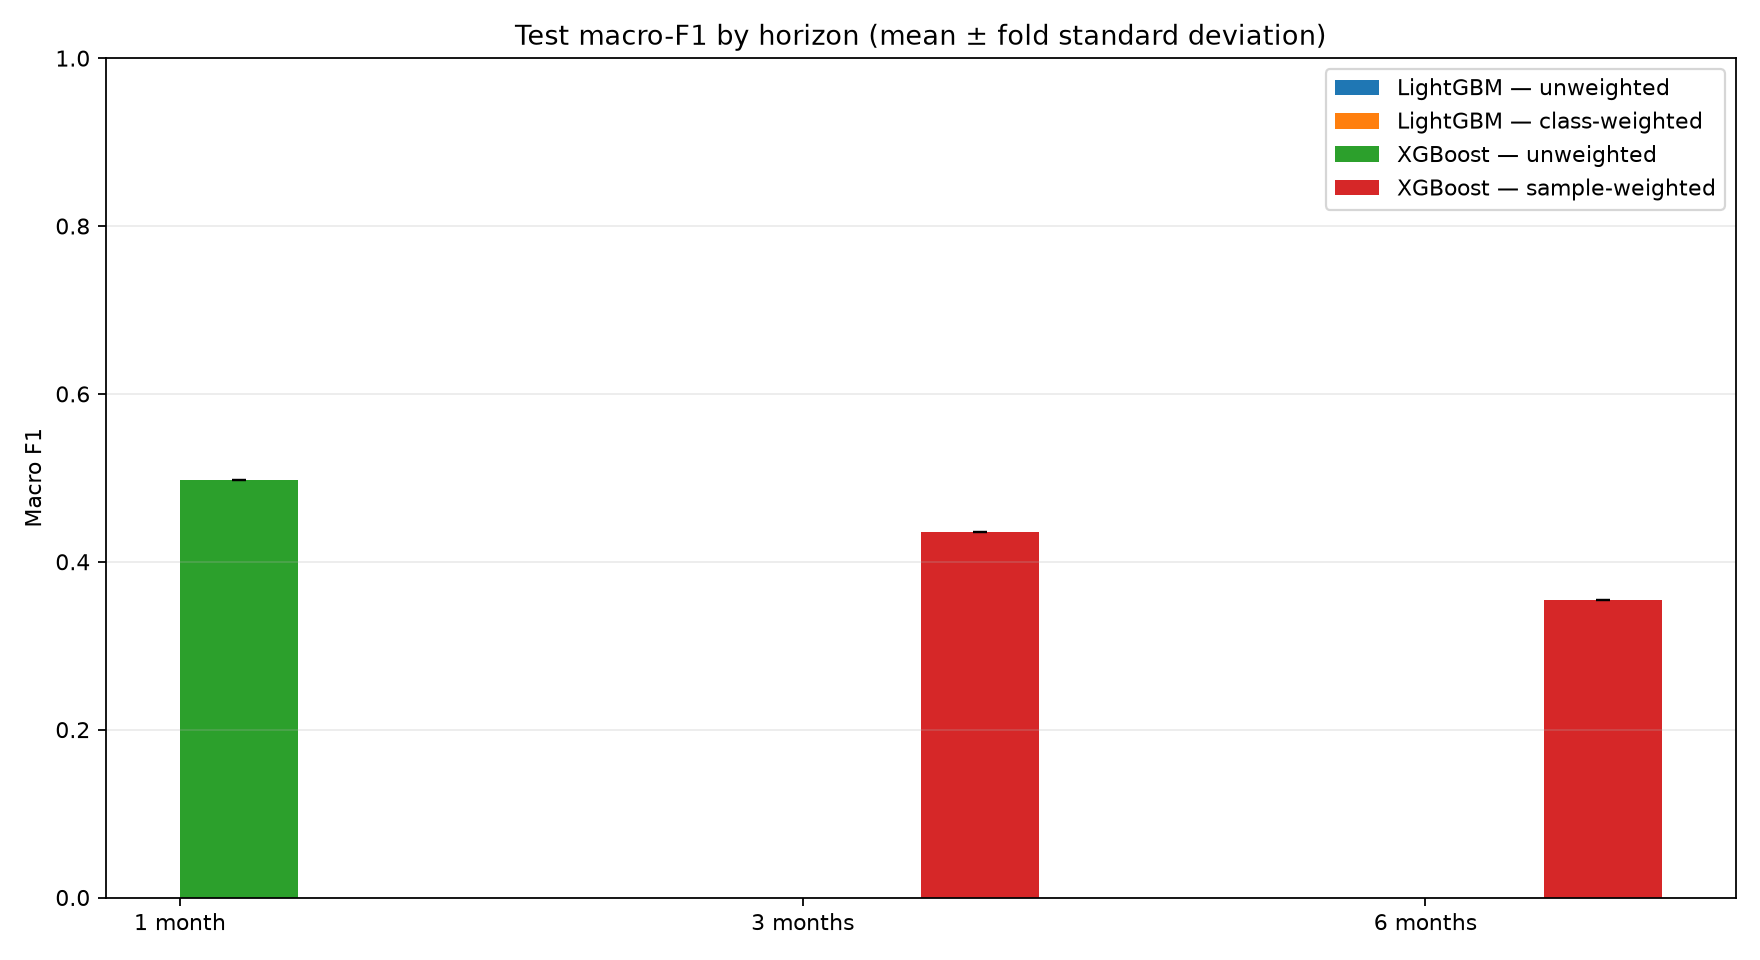 Test macro-F1 by horizon (mean ± fold standard deviation)
1.0
0.8
0.6
0.4
0.2
0.0
Macro F1
LightGBM — unweighted
LightGBM — class-weighted
XGBoost — unweighted
XGBoost — sample-weighted
1 month
3 months
6 months